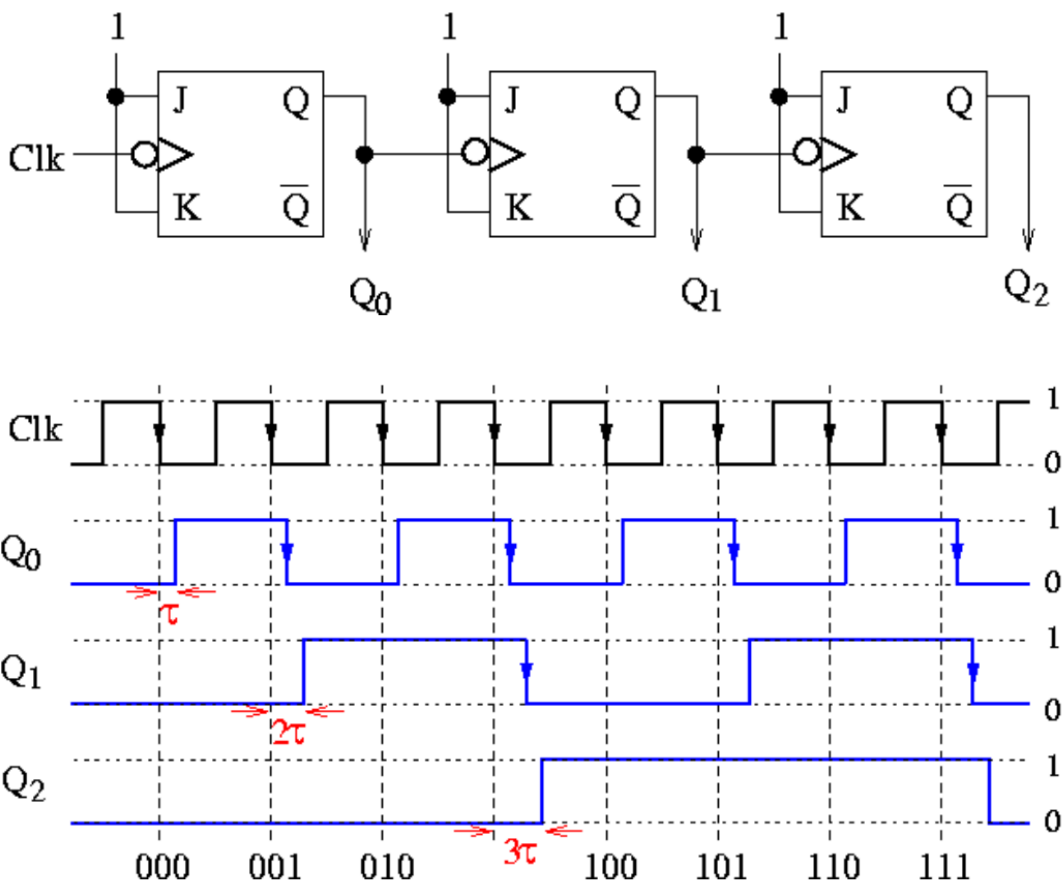 1 1 1
J Q J Q J Q
Clk
K Q̅ K Q̅ K Q̅
Q₀ Q₁ Q₂
1
Clk
0
1
Q₀
0
τ
1
Q₁
0
2τ
1
Q₂
0
3τ
000 001 010 100 101 110 111